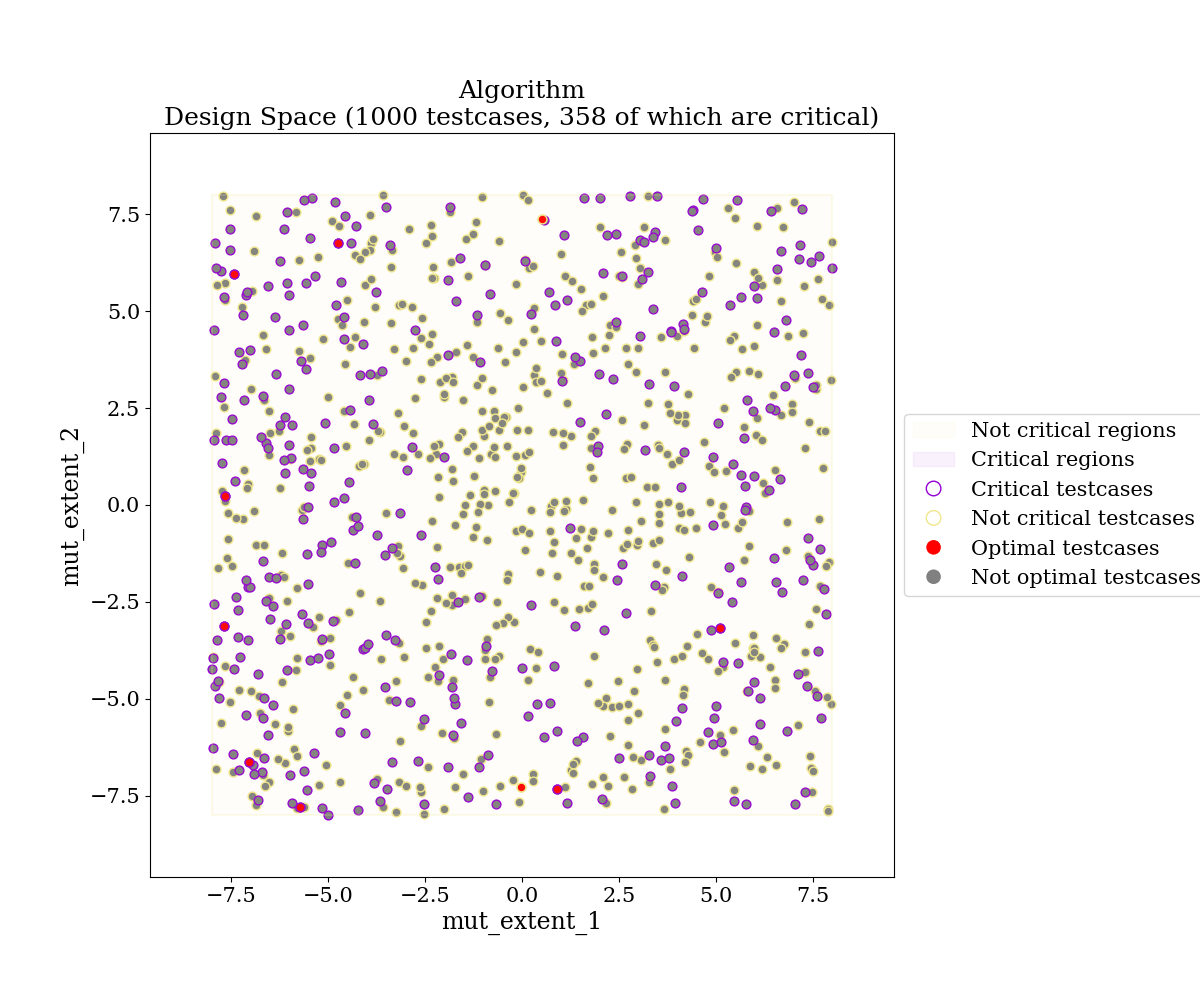 Algorithm
Design Space (1000 testcases, 358 of which are critical)
7.5
5.0
2.5
0.0
−2.5
−5.0
−7.5
mut_extent_2
−7.5 −5.0 −2.5 0.0 2.5 5.0 7.5
mut_extent_1
Not critical regions
Critical regions
Critical testcases
Not critical testcases
Optimal testcases
Not optimal testcases